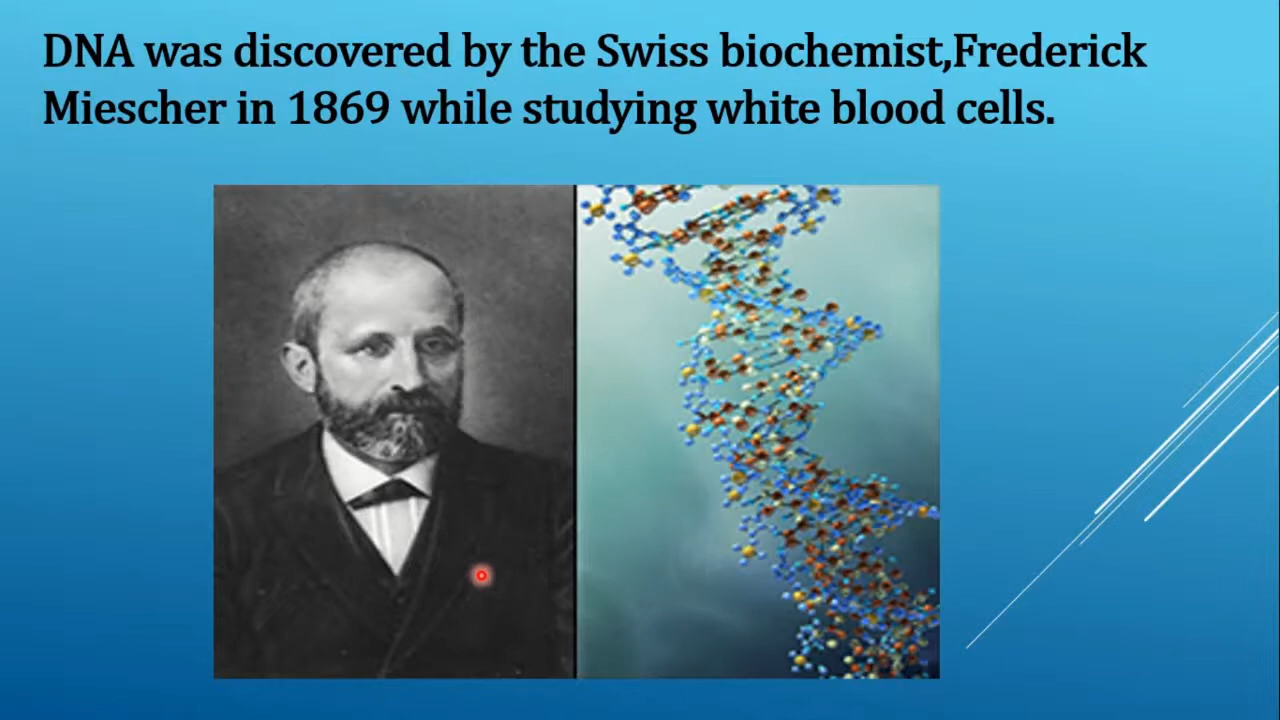 DNA was discovered by the Swiss biochemist,Frederick
Miescher in 1869 while studying white blood cells.